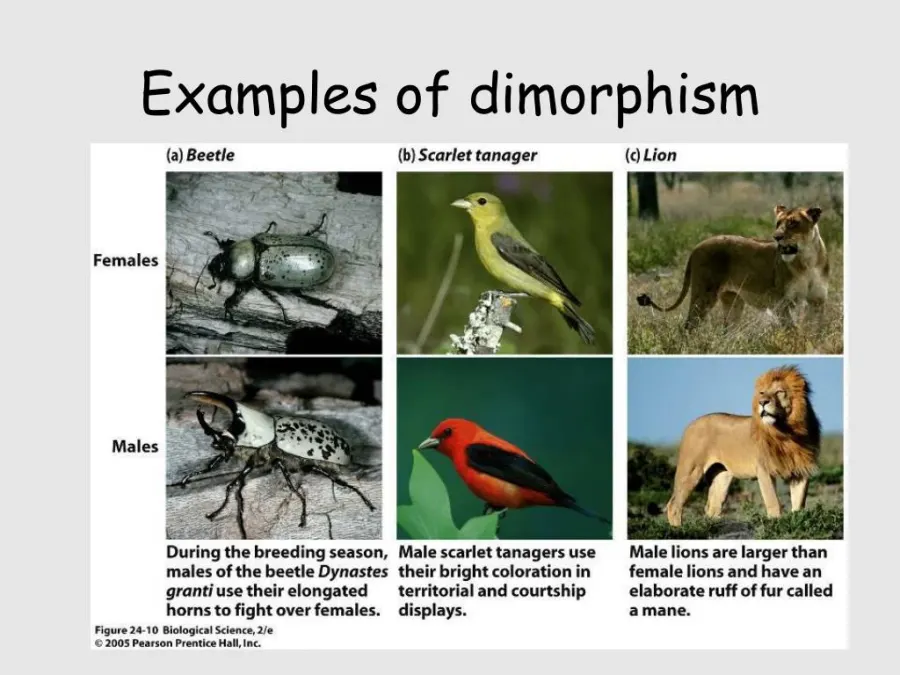 Examples of dimorphism
(a) Beetle
(b) Scarlet tanager
(c) Lion
Females
Males
During the breeding season,
males of the beetle Dynastes
granti use their elongated
horns to fight over females.
Male scarlet tanagers use
their bright coloration in
territorial and courtship
displays.
Male lions are larger than
female lions and have an
elaborate ruff of fur called
a mane.
Figure 24-10 Biological Science, 2/e
© 2005 Pearson Prentice Hall, Inc.